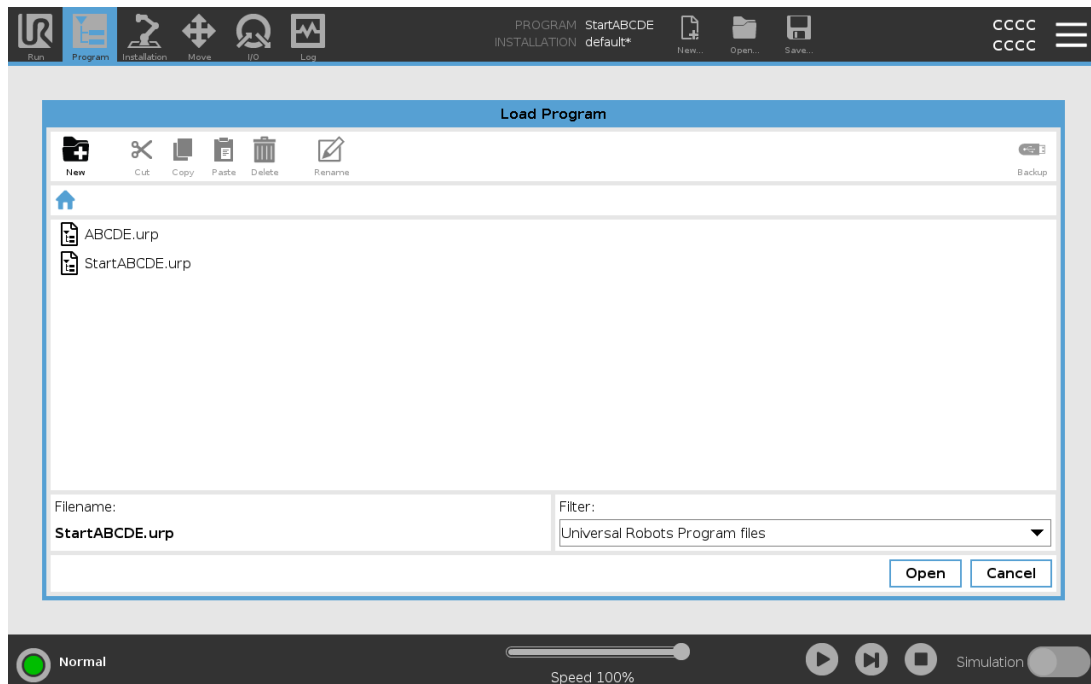 PROGRAM StartABCDE
INSTALLATION default*
CCCC
CCCC
Run
Program
Installation
Move
I/O
Log
New...
Open...
Save...
Load Program
New
Cut
Copy
Paste
Delete
Rename
Backup
ABCDE.urp
StartABCDE.urp
Filename:
StartABCDE.urp
Filter:
Universal Robots Program files
Open
Cancel
Normal
Speed 100%
Simulation